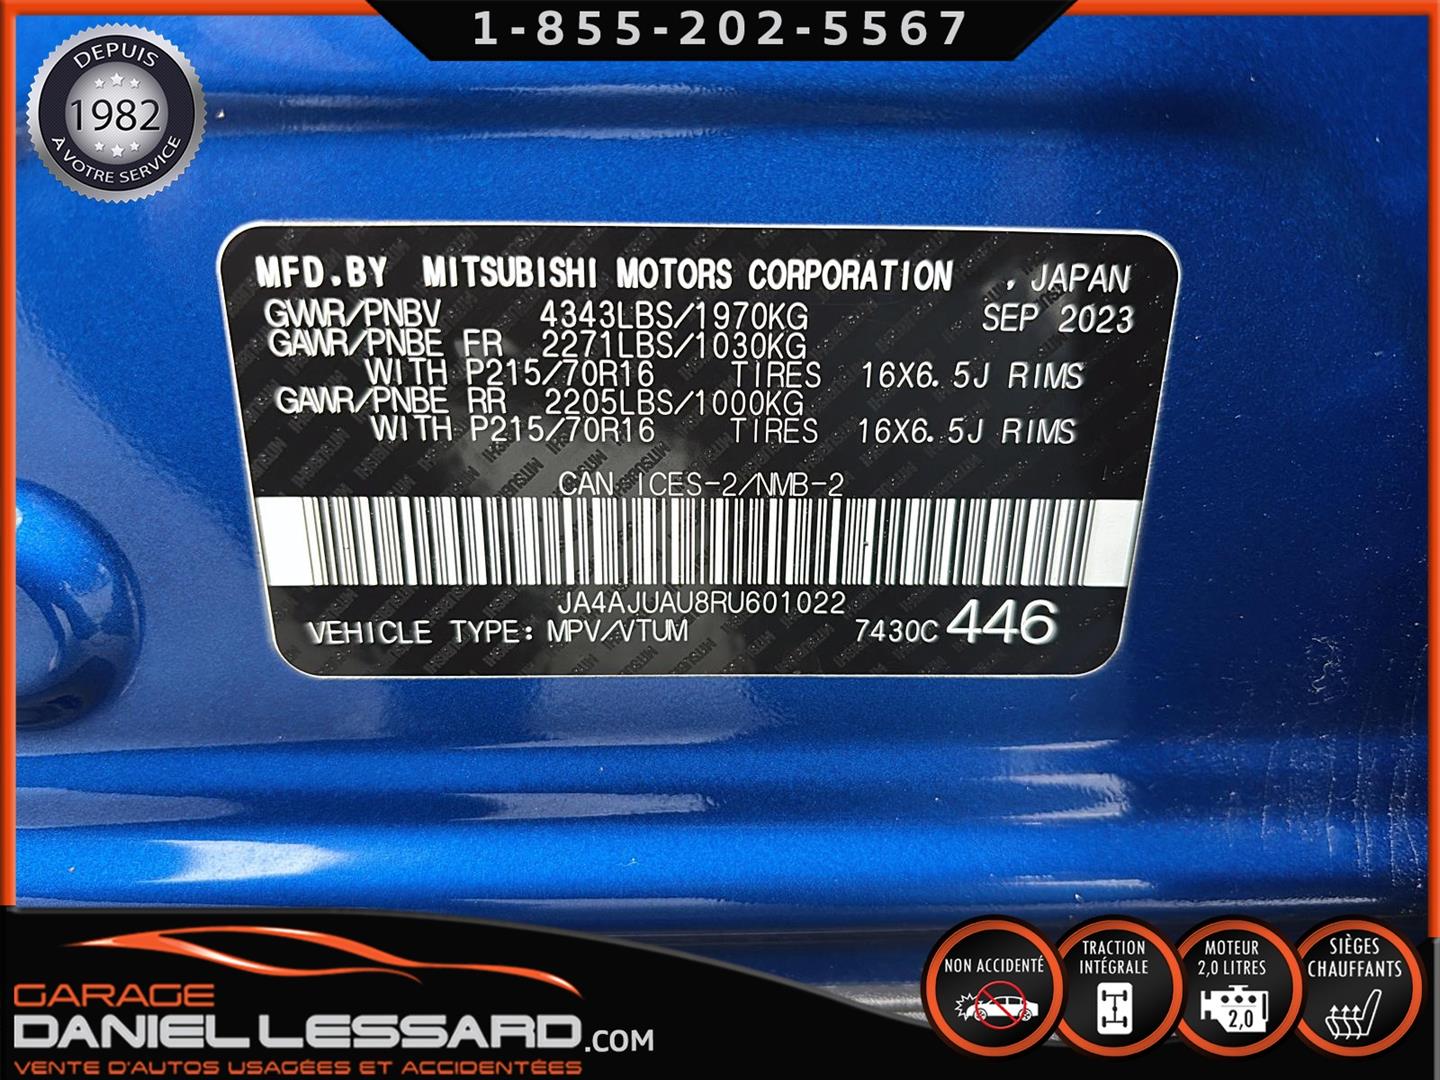 1-855-202-5567
DEPUIS
1982
À VOTRE SERVICE
MFD.BY MITSUBISHI MOTORS CORPORATION , JAPAN
GVWR/PNBV 4343LBS/1970KG SEP 2023
GAWR/PNBE FR 2271LBS/1030KG
WITH P215/70R16 TIRES 16X6.5J RIMS
GAWR/PNBE RR 2205LBS/1000KG
WITH P215/70R16 TIRES 16X6.5J RIMS
CAN ICES-2/NMB-2
JA4AJUAU8RU601022
VEHICLE TYPE: MPV/VTUM 7430C 446
GARAGE
DANIEL LESSARD.COM
VENTE D'AUTOS USAGÉES ET ACCIDENTÉES
NON ACCIDENTÉ
TRACTION
INTÉGRALE
MOTEUR
2,0 LITRES
2,0
SIÈGES
CHAUFFANTS